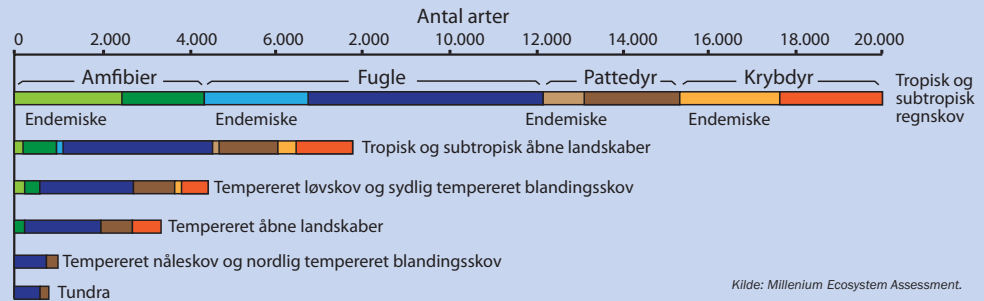 Antal arter
0 2.000 4.000 6.000 2.000 10.000 12.000 14.000 16.000 18.000 20.000
Amfibier Fugle Pattedyr Krybdyr
Tropisk og
subtropisk
regnskov
Endemiske Endemiske Endemiske Endemiske
Tropisk og subtropisk åbne landskaber
Tempereret løvskov og sydlig tempereret blandingsskov
Tempereret åbne landskaber
Tempereret nåleskov og nordlig tempereret blandingsskov
Tundra
Kilde: Millenium Ecosystem Assessment.